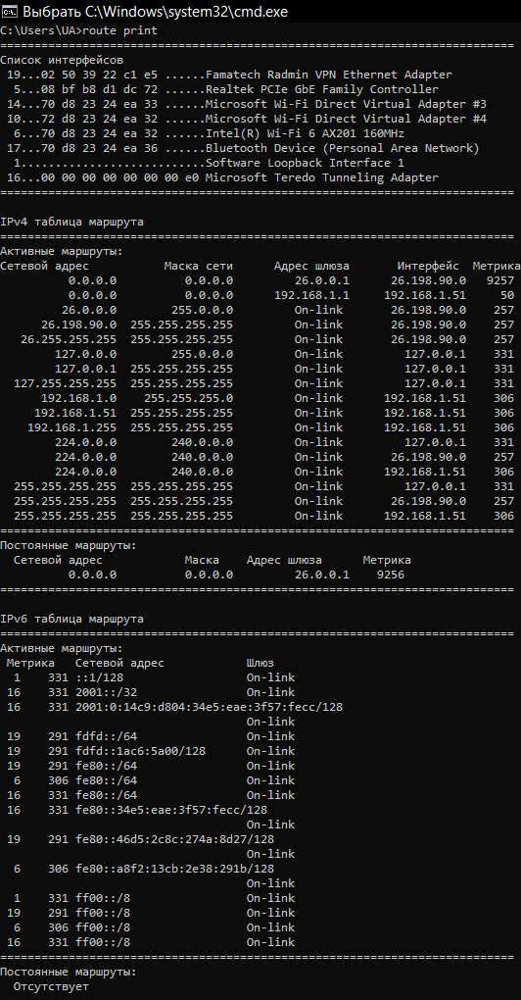 Выбрать C:\Windows\system32\cmd.exe
C:\Users\UA>route print
===========================================================================
Список интерфейсов
 19...02 50 39 22 c1 e5 ......Famatech Radmin VPN Ethernet Adapter
  5...08 bf b8 d1 dc 72 ......Realtek PCIe GbE Family Controller
 14...70 d8 23 24 ea 33 ......Microsoft Wi-Fi Direct Virtual Adapter #3
 10...72 d8 23 24 ea 32 ......Microsoft Wi-Fi Direct Virtual Adapter #4
  6...70 d8 23 24 ea 32 ......Intel(R) Wi-Fi 6 AX201 160MHz
 17...70 d8 23 24 ea 36 ......Bluetooth Device (Personal Area Network)
  1...........................Software Loopback Interface 1
 16...00 00 00 00 00 00 00 e0 Microsoft Teredo Tunneling Adapter
===========================================================================
IPv4 таблица маршрута
===========================================================================
Активные маршруты:
Сетевой адрес           Маска сети      Адрес шлюза       Интерфейс  Метрика
          0.0.0.0          0.0.0.0         26.0.0.1      26.198.90.0   9257
          0.0.0.0          0.0.0.0      192.168.1.1     192.168.1.51     50
         26.0.0.0        255.0.0.0         On-link       26.198.90.0    257
      26.198.90.0  255.255.255.255         On-link       26.198.90.0    257
   26.255.255.255  255.255.255.255         On-link       26.198.90.0    257
        127.0.0.0        255.0.0.0         On-link         127.0.0.1    331
        127.0.0.1  255.255.255.255         On-link         127.0.0.1    331
  127.255.255.255  255.255.255.255         On-link         127.0.0.1    331
      192.168.1.0    255.255.255.0         On-link      192.168.1.51    306
     192.168.1.51  255.255.255.255         On-link      192.168.1.51    306
    192.168.1.255  255.255.255.255         On-link      192.168.1.51    306
        224.0.0.0        240.0.0.0         On-link         127.0.0.1    331
        224.0.0.0        240.0.0.0         On-link       26.198.90.0    257
        224.0.0.0        240.0.0.0         On-link      192.168.1.51    306
  255.255.255.255  255.255.255.255         On-link         127.0.0.1    331
  255.255.255.255  255.255.255.255         On-link       26.198.90.0    257
  255.255.255.255  255.255.255.255         On-link      192.168.1.51    306
===========================================================================
Постоянные маршруты:
  Сетевой адрес            Маска    Адрес шлюза      Метрика
          0.0.0.0          0.0.0.0         26.0.0.1    9256
===========================================================================
IPv6 таблица маршрута
===========================================================================
Активные маршруты:
 Метрика   Сетевой адрес            Шлюз
  1    331 ::1/128                  On-link
 16    331 2001::/32                On-link
 16    331 2001:0:14c9:d804:34e5:eae:3f57:fecc/128
                                    On-link
 19    291 fdfd::/64                On-link
 19    291 fdfd::1ac6:5a00/128      On-link
 19    291 fe80::/64                On-link
  6    306 fe80::/64                On-link
 16    331 fe80::/64                On-link
 16    331 fe80::34e5:eae:3f57:fecc/128
                                    On-link
 19    291 fe80::46d5:2c8c:274a:8d27/128
                                    On-link
  6    306 fe80::a8f2:13cb:2e38:291b/128
                                    On-link
  1    331 ff00::/8                 On-link
 19    291 ff00::/8                 On-link
  6    306 ff00::/8                 On-link
 16    331 ff00::/8                 On-link
===========================================================================
Постоянные маршруты:
  Отсутствует